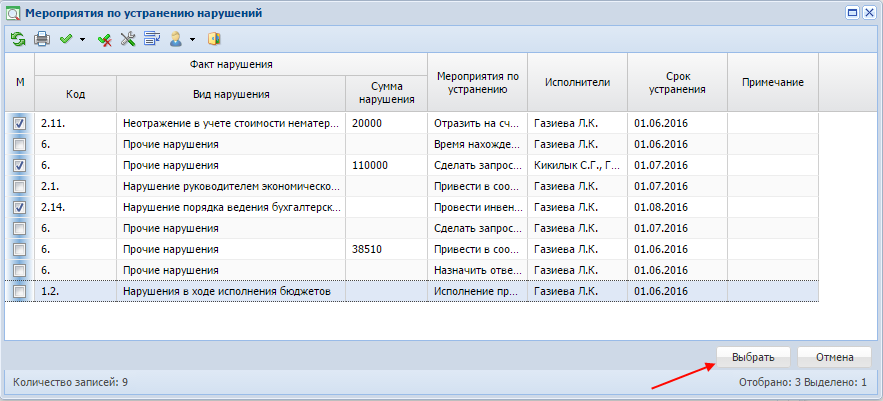 Мероприятия по устранению нарушений
М
Факт нарушения
Код
Вид нарушения
Сумма нарушения
Мероприятия по устранению
Исполнители
Срок устранения
Примечание
2.11. Неотражение в учете стоимости нематер... 20000 Отразить на сч... Газиева Л.К. 01.06.2016
6. Прочие нарушения Время нахожде... Газиева Л.К. 01.06.2016
6. Прочие нарушения 110000 Сделать запрос... Кикилык С.Г., Г... 01.07.2016
2.1. Нарушение руководителем экономическо... Привести в соо... Газиева Л.К. 01.07.2016
2.14. Нарушение порядка ведения бухгалтерск... Провести инвен... Газиева Л.К. 01.08.2016
6. Прочие нарушения Сделать запрос... Газиева Л.К. 01.07.2016
6. Прочие нарушения 38510 Привести в соо... Газиева Л.К. 01.06.2016
6. Прочие нарушения Назначить отве... Газиева Л.К. 01.06.2016
1.2. Нарушения в ходе исполнения бюджетов Исполнение пр... Газиева Л.К. 01.06.2016
Выбрать Отмена
Количество записей: 9 Отобрано: 3 Выделено: 1